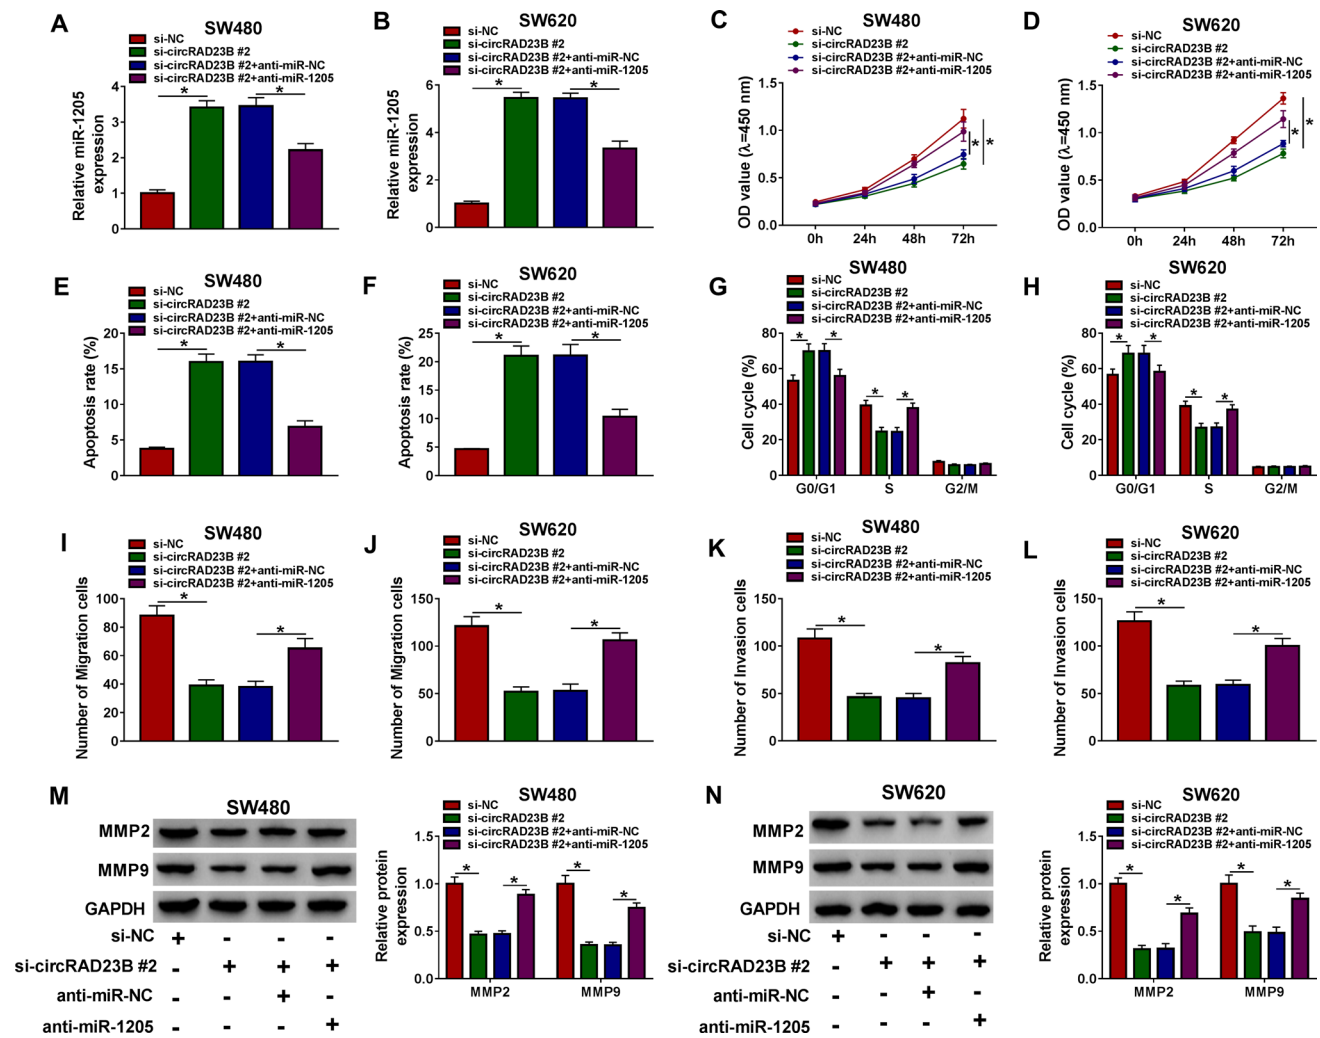 A
SW480
si-NC
si-circRAD23B #2
si-circRAD23B #2+anti-miR-NC
si-circRAD23B #2+anti-miR-1205
Relative miR-1205
expression
4
3
2
1
0
* *
B
SW620
si-NC
si-circRAD23B #2
si-circRAD23B #2+anti-miR-NC
si-circRAD23B #2+anti-miR-1205
Relative miR-1205
expression
6
4
2
0
* *
C
SW480
si-NC
si-circRAD23B #2
si-circRAD23B #2+anti-miR-NC
si-circRAD23B #2+anti-miR-1205
OD value (λ=450 nm)
1.5
1.0
0.5
0.0
* *
0h 24h 48h 72h
D
SW620
si-NC
si-circRAD23B #2
si-circRAD23B #2+anti-miR-NC
si-circRAD23B #2+anti-miR-1205
OD value (λ=450 nm)
1.5
1.0
0.5
0.0
* *
0h 24h 48h 72h
E
SW480
si-NC
si-circRAD23B #2
si-circRAD23B #2+anti-miR-NC
si-circRAD23B #2+anti-miR-1205
Apoptosis rate (%)
20
15
10
5
0
* *
F
SW620
si-NC
si-circRAD23B #2
si-circRAD23B #2+anti-miR-NC
si-circRAD23B #2+anti-miR-1205
Apoptosis rate (%)
25
20
15
10
5
0
* *
G
SW480
si-NC
si-circRAD23B #2
si-circRAD23B #2+anti-miR-NC
si-circRAD23B #2+anti-miR-1205
Cell cycle (%)
80
60
40
20
0
* *
* *
G0/G1 S G2/M
H
SW620
si-NC
si-circRAD23B #2
si-circRAD23B #2+anti-miR-NC
si-circRAD23B #2+anti-miR-1205
Cell cycle (%)
80
60
40
20
0
* *
* *
G0/G1 S G2/M
I
SW480
si-NC
si-circRAD23B #2
si-circRAD23B #2+anti-miR-NC
si-circRAD23B #2+anti-miR-1205
Number of Migration cells
100
80
60
40
20
0
* *
J
SW620
si-NC
si-circRAD23B #2
si-circRAD23B #2+anti-miR-NC
si-circRAD23B #2+anti-miR-1205
Number of Migration cells
150
100
50
0
* *
K
SW480
si-NC
si-circRAD23B #2
si-circRAD23B #2+anti-miR-NC
si-circRAD23B #2+anti-miR-1205
Number of Invasion cells
150
100
50
0
* *
L
SW620
si-NC
si-circRAD23B #2
si-circRAD23B #2+anti-miR-NC
si-circRAD23B #2+anti-miR-1205
Number of Invasion cells
150
100
50
0
* *
M
SW480
MMP2
MMP9
GAPDH
si-NC + - - -
si-circRAD23B #2 - + + +
anti-miR-NC - - + -
anti-miR-1205 - - - +
SW480
si-NC
si-circRAD23B #2
si-circRAD23B #2+anti-miR-NC
si-circRAD23B #2+anti-miR-1205
Relative protein
expression
1.5
1.0
0.5
0.0
* * * *
MMP2 MMP9
N
SW620
MMP2
MMP9
GAPDH
si-NC + - - -
si-circRAD23B #2 - + + +
anti-miR-NC - - + -
anti-miR-1205 - - - +
SW620
si-NC
si-circRAD23B #2
si-circRAD23B #2+anti-miR-NC
si-circRAD23B #2+anti-miR-1205
Relative protein
expression
1.5
1.0
0.5
0.0
* * * *
MMP2 MMP9